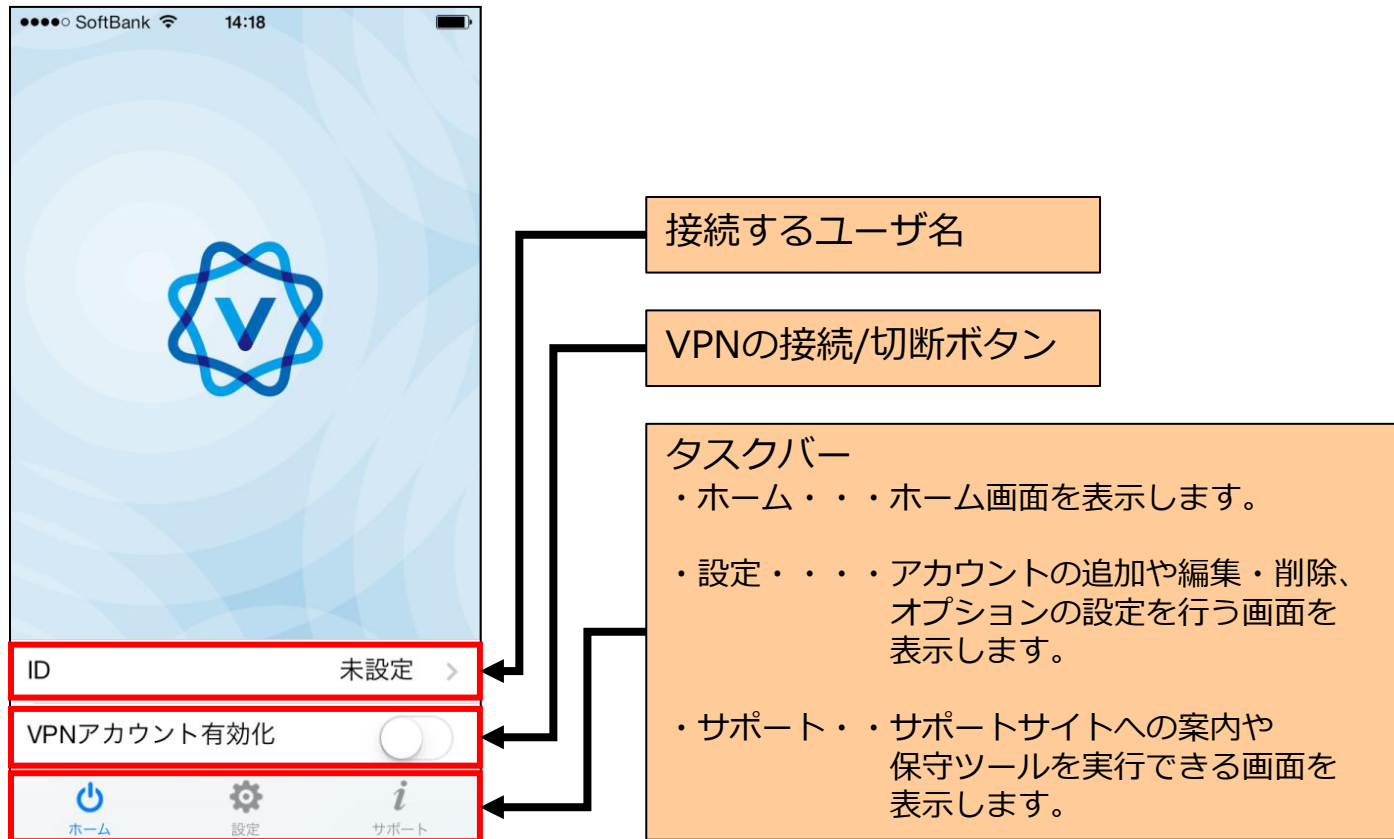 ●●●●○ SoftBank 14:18
V
接続するユーザ名
VPNの接続/切断ボタン
タスクバー
・ホーム・・・ホーム画面を表示します。
・設定・・・・アカウントの追加や編集・削除、
オプションの設定を行う画面を
表示します。
・サポート・・サポートサイトへの案内や
保守ツールを実行できる画面を
表示します。
ID 未設定
VPNアカウント有効化
ホーム 設定 サポート